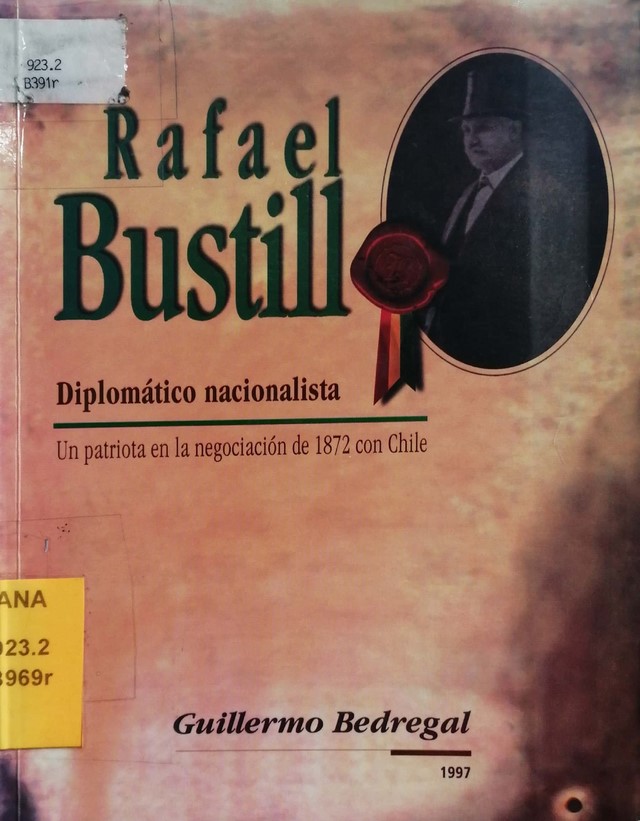 923.2
B391r
Rafael
Bustill
Diplomático nacionalista
Un patriota en la negociación de 1872 con Chile
ANA
923.2
B969r
Guillermo Bedregal
1997